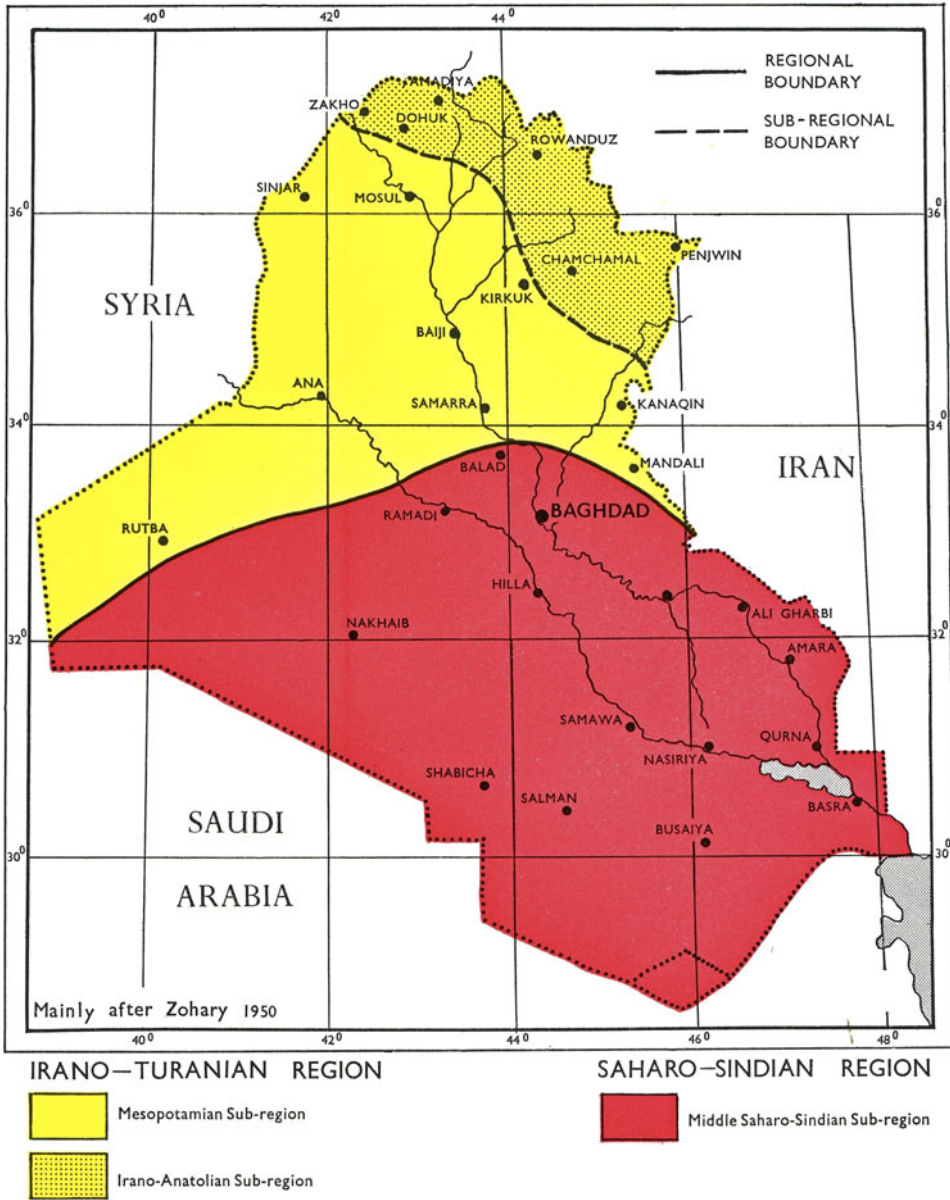 40°
42°
44°
46°
REGIONAL
BOUNDARY
SUB-REGIONAL
BOUNDARY
AMADIYA
ZAKHO
DOHUK
ROWANDUZ
SINJAR
MOSUL
36°
36
PENJWIN
CHAMCHAMAL
KIRKUK
SYRIA
BAIJI
ANA
SAMARRA
KANAQIN
34°
34°
BALAD
MANDALI
IRAN
RAMADI
BAGHDAD
RUTBA
HILLA
ALI GHARBI
NAKHAIB
32°
32°
AMARA
SAMAWA
QURNA
NASIRIYA
SHABICHA
SALMAN
BASRA
SAUDI
BUSAIYA
30°
30°
ARABIA
Mainly after Zohary 1950
40°
42°
44°
46°
48°
IRANO—TURANIAN REGION
SAHARO—SINDIAN REGION
Mesopotamian Sub-region
Middle Saharo-Sindian Sub-region
Irano-Anatolian Sub-region